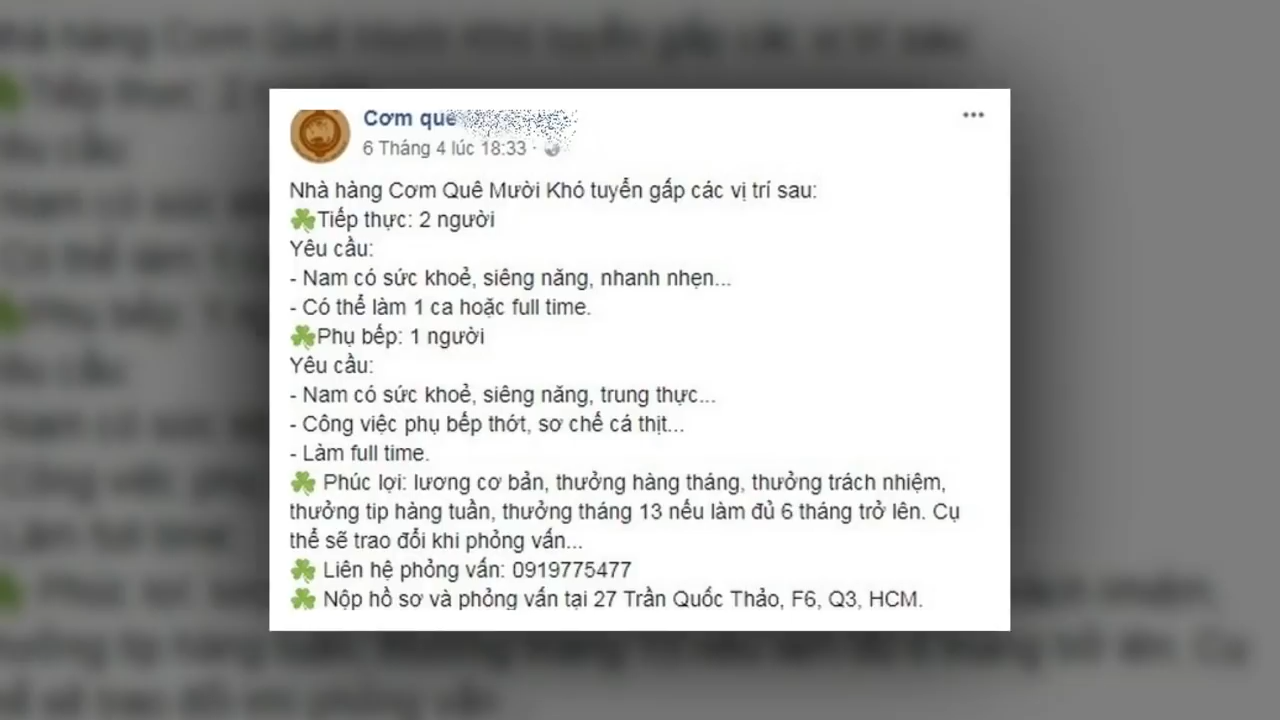 Cơm quê
6 Tháng 4 lúc 18:33 ·
Nhà hàng Cơm Quê Mười Khó tuyển gấp các vị trí sau:
☘Tiếp thực: 2 người
Yêu cầu:
- Nam có sức khoẻ, siêng năng, nhanh nhẹn...
- Có thể làm 1 ca hoặc full time.
☘Phụ bếp: 1 người
Yêu cầu:
- Nam có sức khoẻ, siêng năng, trung thực...
- Công việc phụ bếp thớt, sơ chế cá thịt...
- Làm full time.
☘ Phúc lợi: lương cơ bản, thưởng hàng tháng, thưởng trách nhiệm,
thưởng tip hàng tuần, thưởng tháng 13 nếu làm đủ 6 tháng trở lên. Cụ
thể sẽ trao đổi khi phỏng vấn...
☘ Liên hệ phỏng vấn: 0919775477
☘ Nộp hồ sơ và phỏng vấn tại 27 Trần Quốc Thảo, F6, Q3, HCM.